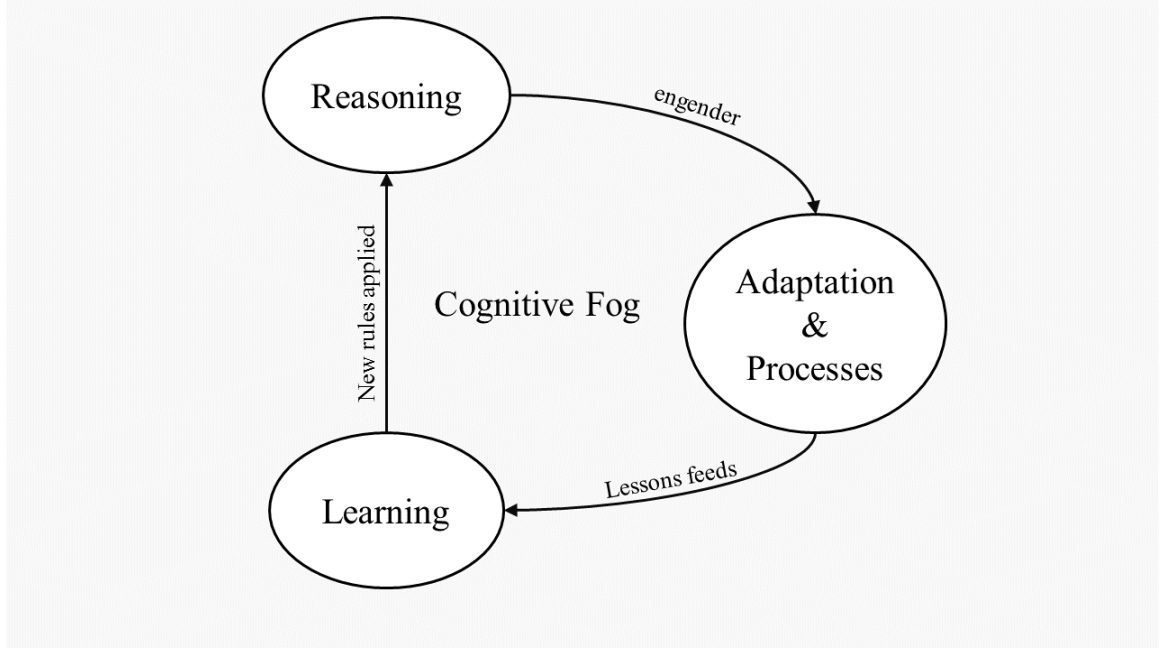 Reasoning
engender
Adaptation
&
Processes
New rules applied
Cognitive Fog
Lessons feeds
Learning